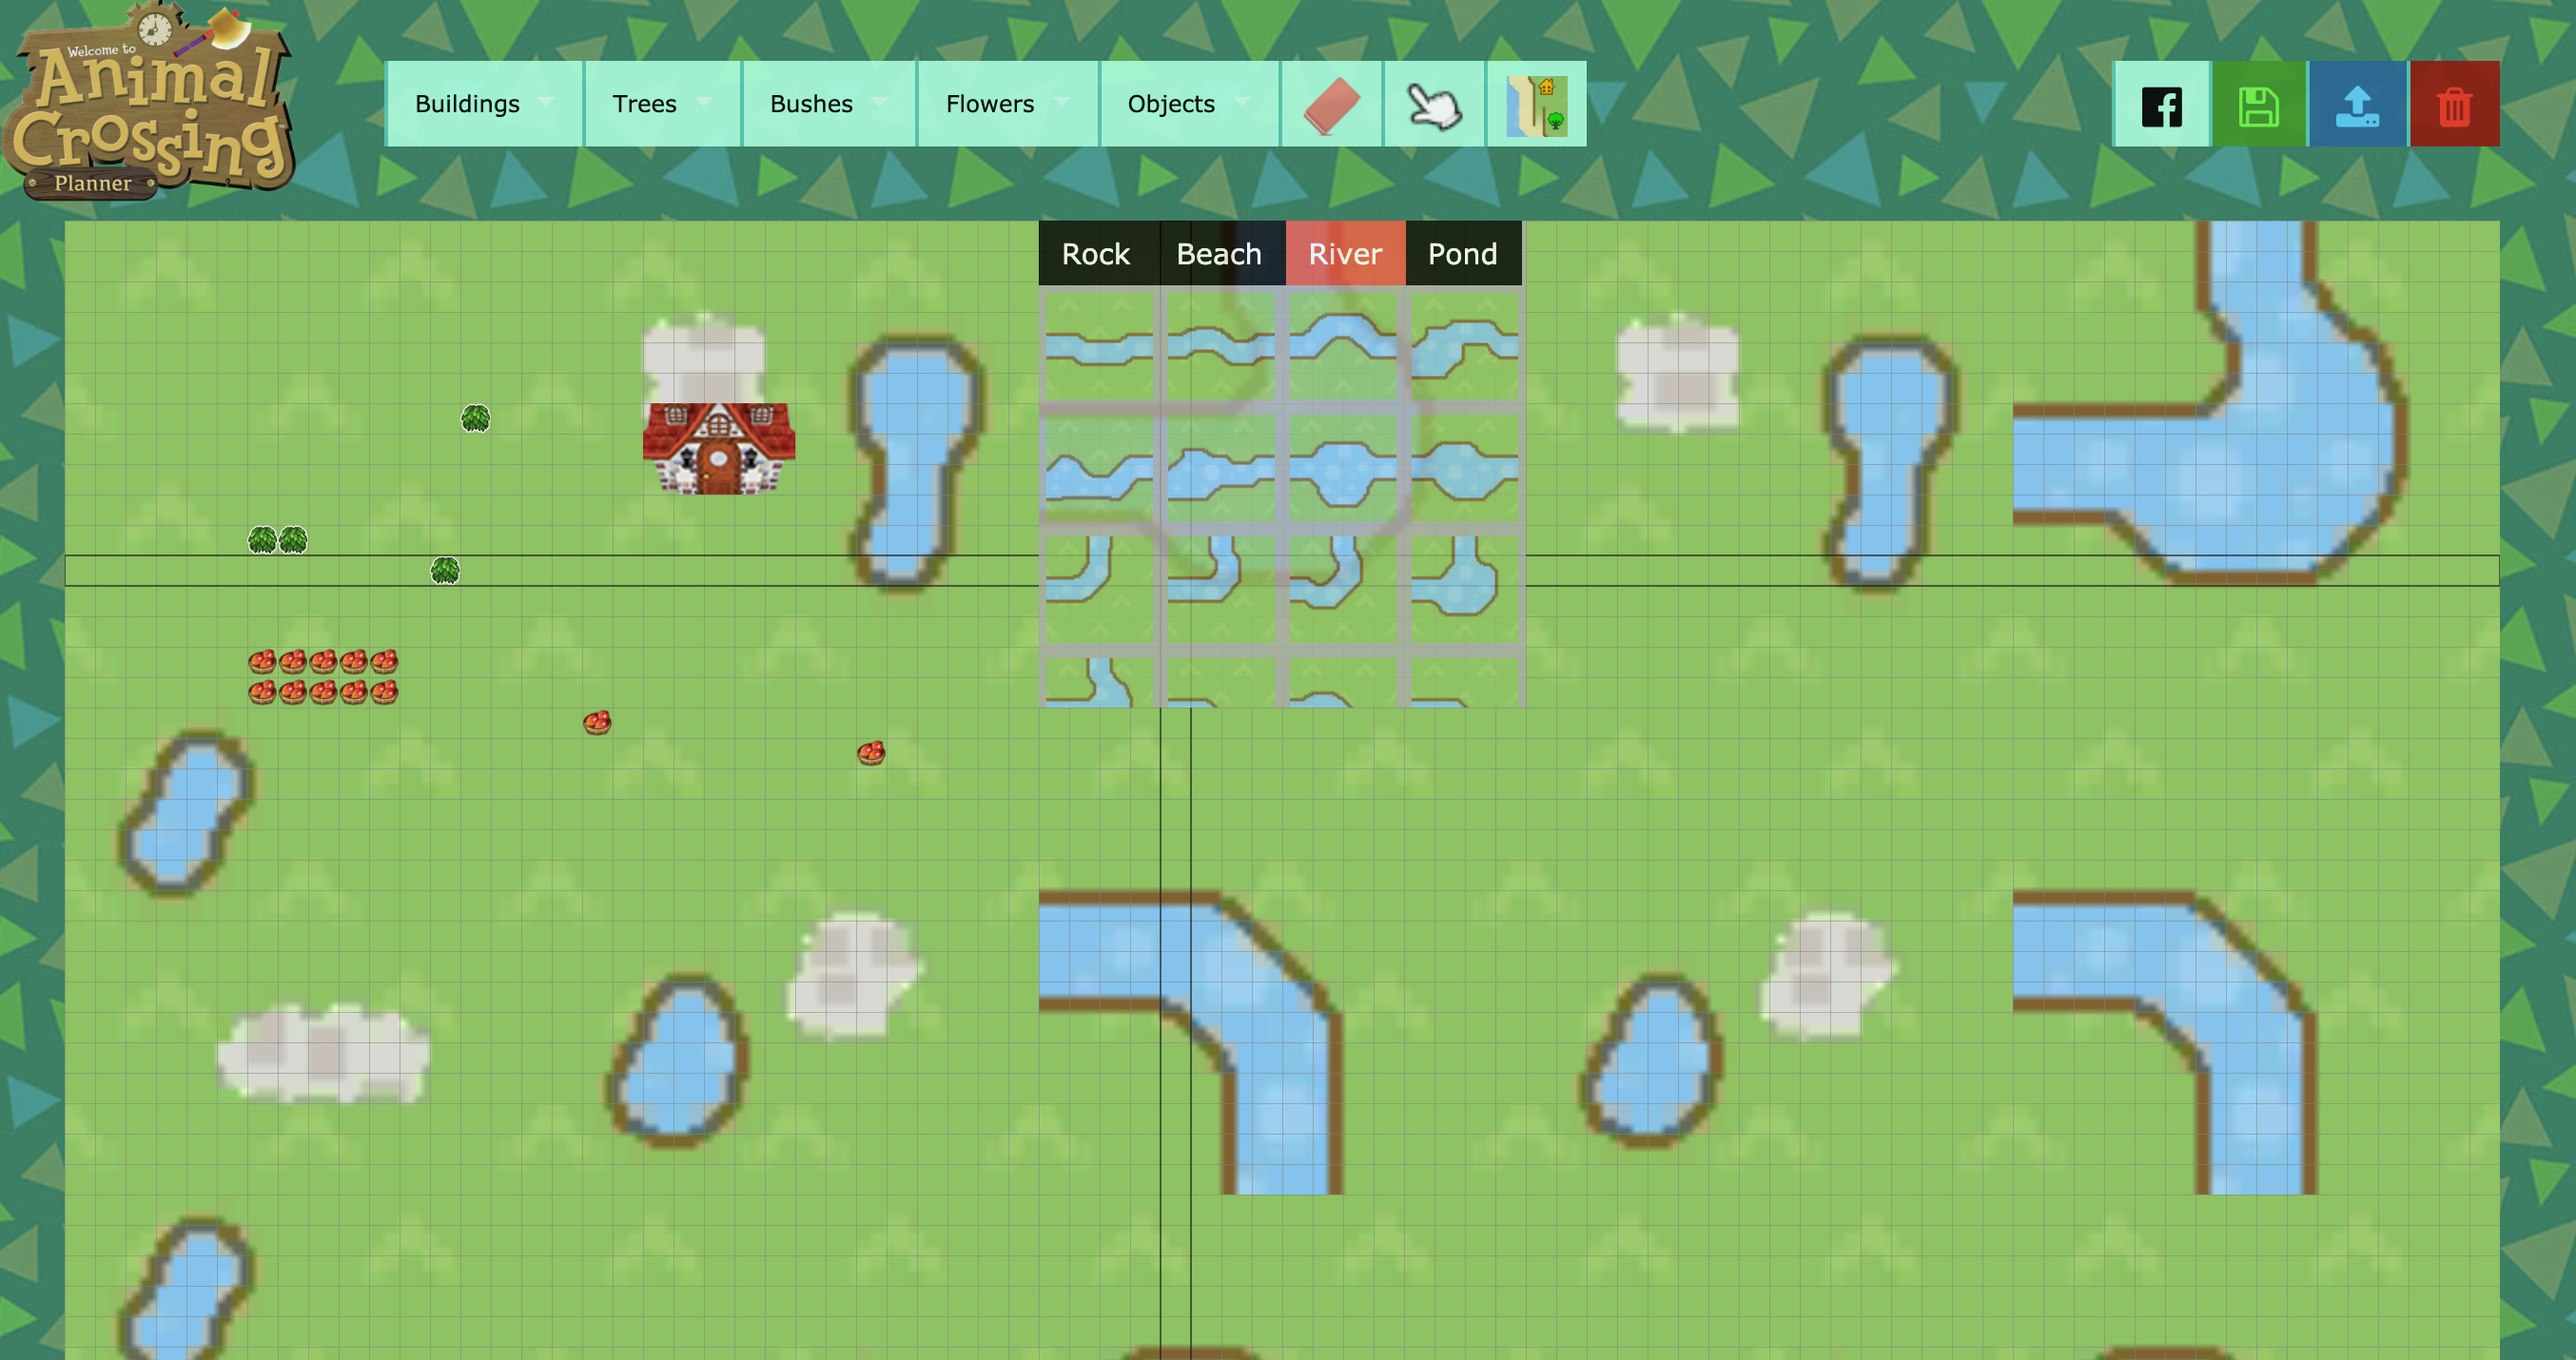 Welcome to
Animal
Crossing
Planner
Buildings
Trees
Bushes
Flowers
Objects
Rock
Beach
River
Pond